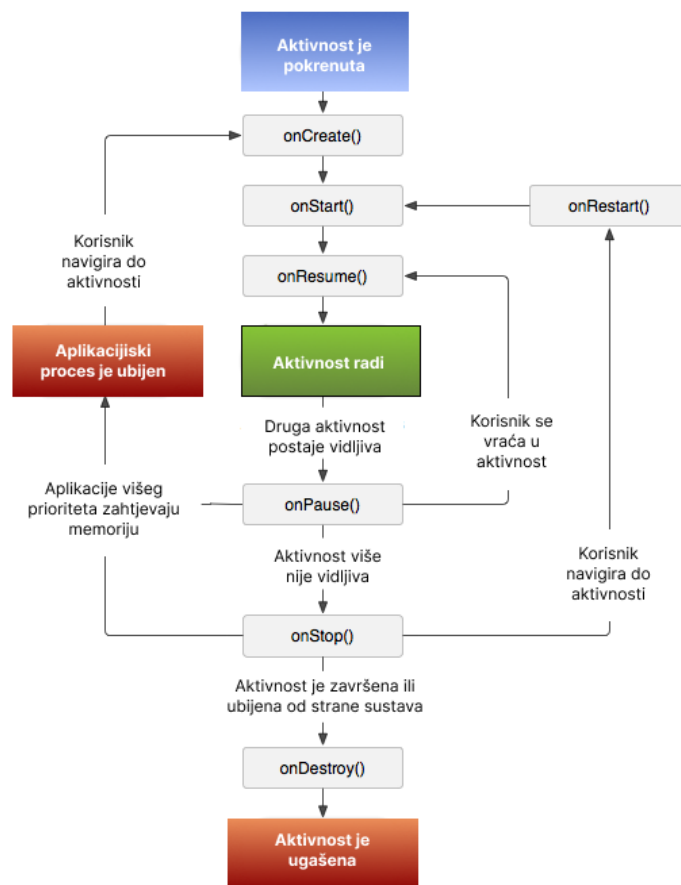 Aktivnost je
pokrenuta
onCreate()
onStart()
onRestart()
Korisnik
navigira do
aktivnosti
onResume()
Aplikacijiski
proces je ubijen
Aktivnost radi
Druga aktivnost
postaje vidljiva
Korisnik se
vraća u
aktivnost
Aplikacije višeg
prioriteta zahtjevaju
memoriju
onPause()
Aktivnost više
nije vidljiva
Korisnik
navigira do
aktivnosti
onStop()
Aktivnost je završena ili
ubijena od strane sustava
onDestroy()
Aktivnost je
ugašena